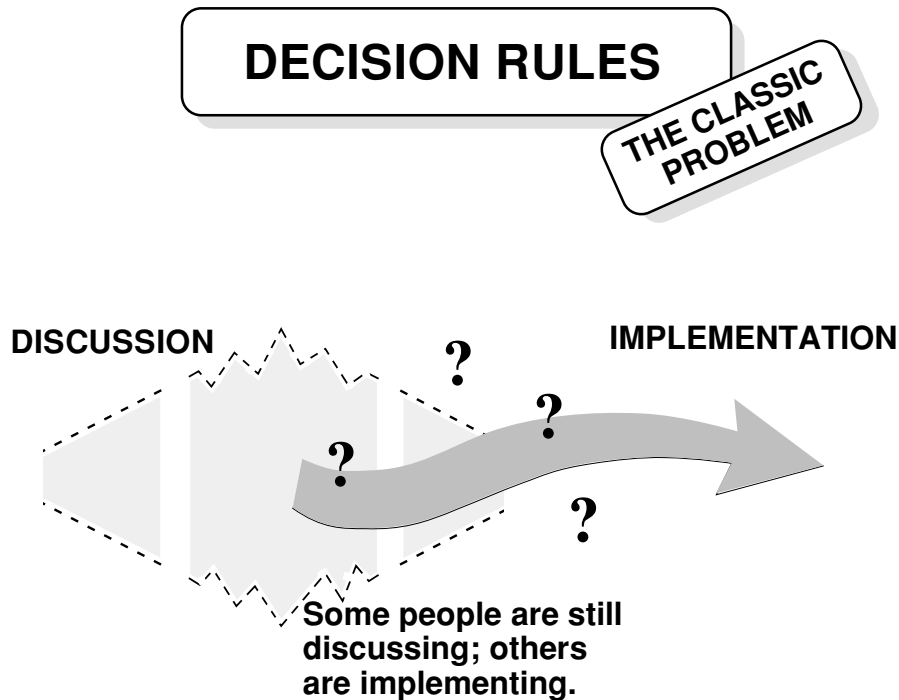 DECISION RULES
THE CLASSIC
PROBLEM
DISCUSSION
IMPLEMENTATION
?
?
?
?
Some people are still
discussing; others
are implementing.